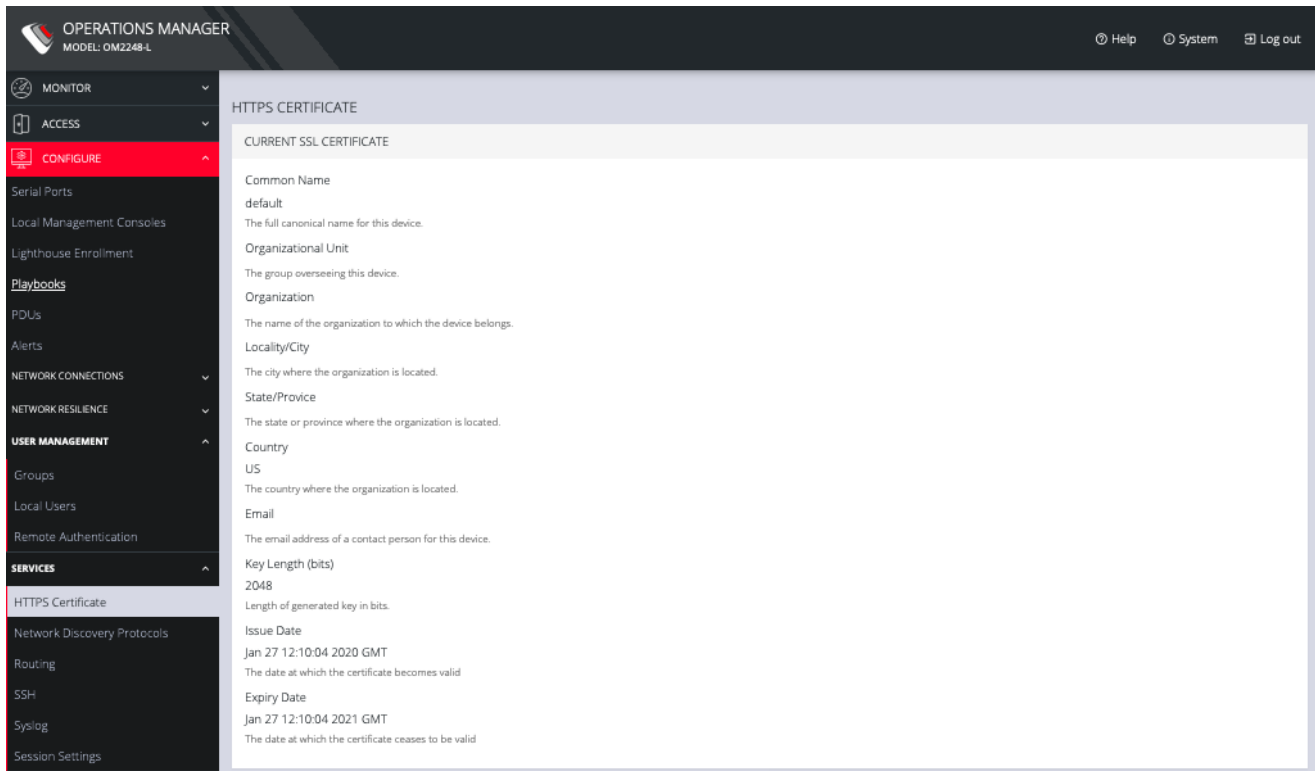 OPERATIONS MANAGER
MODEL: OM2248-L
Help
System
Log out
MONITOR
ACCESS
CONFIGURE
Serial Ports
Local Management Consoles
Lighthouse Enrollment
Playbooks
PDUs
Alerts
NETWORK CONNECTIONS
NETWORK RESILIENCE
USER MANAGEMENT
Groups
Local Users
Remote Authentication
SERVICES
HTTPS Certificate
Network Discovery Protocols
Routing
SSH
Syslog
Session Settings
HTTPS CERTIFICATE
CURRENT SSL CERTIFICATE
Common Name
default
The full canonical name for this device.
Organizational Unit
The group overseeing this device.
Organization
The name of the organization to which the device belongs.
Locality/City
The city where the organization is located.
State/Provice
The state or province where the organization is located.
Country
US
The country where the organization is located.
Email
The email address of a contact person for this device.
Key Length (bits)
2048
Length of generated key in bits.
Issue Date
Jan 27 12:10:04 2020 GMT
The date at which the certificate becomes valid
Expiry Date
Jan 27 12:10:04 2021 GMT
The date at which the certificate ceases to be valid